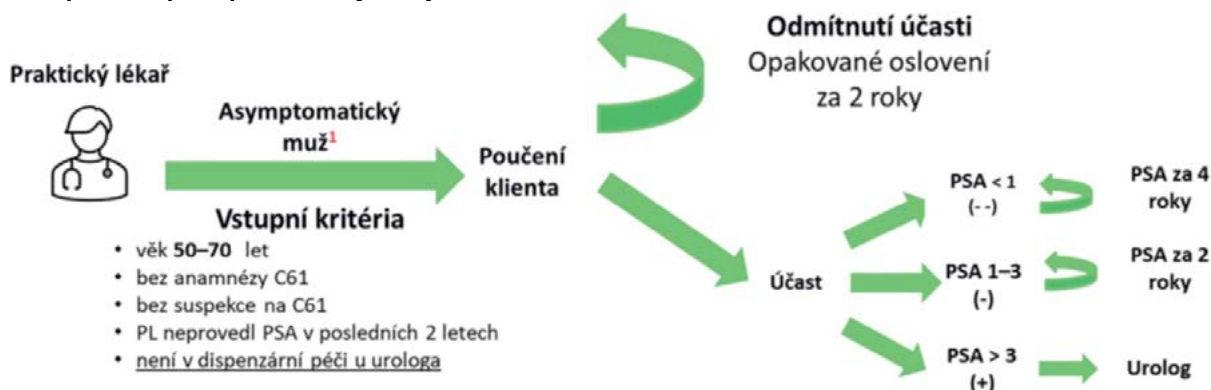 Praktický lékař
Asymptomatický
muž1
Vstupní kritéria
• věk 50–70 let
• bez anamnézy C61
• bez suspekce na C61
• PL neprovedl PSA v posledních 2 letech
• není v dispenzární péči u urologa
Poučení
klienta
Odmítnutí účasti
Opakované oslovení
za 2 roky
Účast
PSA < 1
(- -)
PSA za 4
roky
PSA 1–3
(-)
PSA za 2
roky
PSA > 3
(+)
Urolog